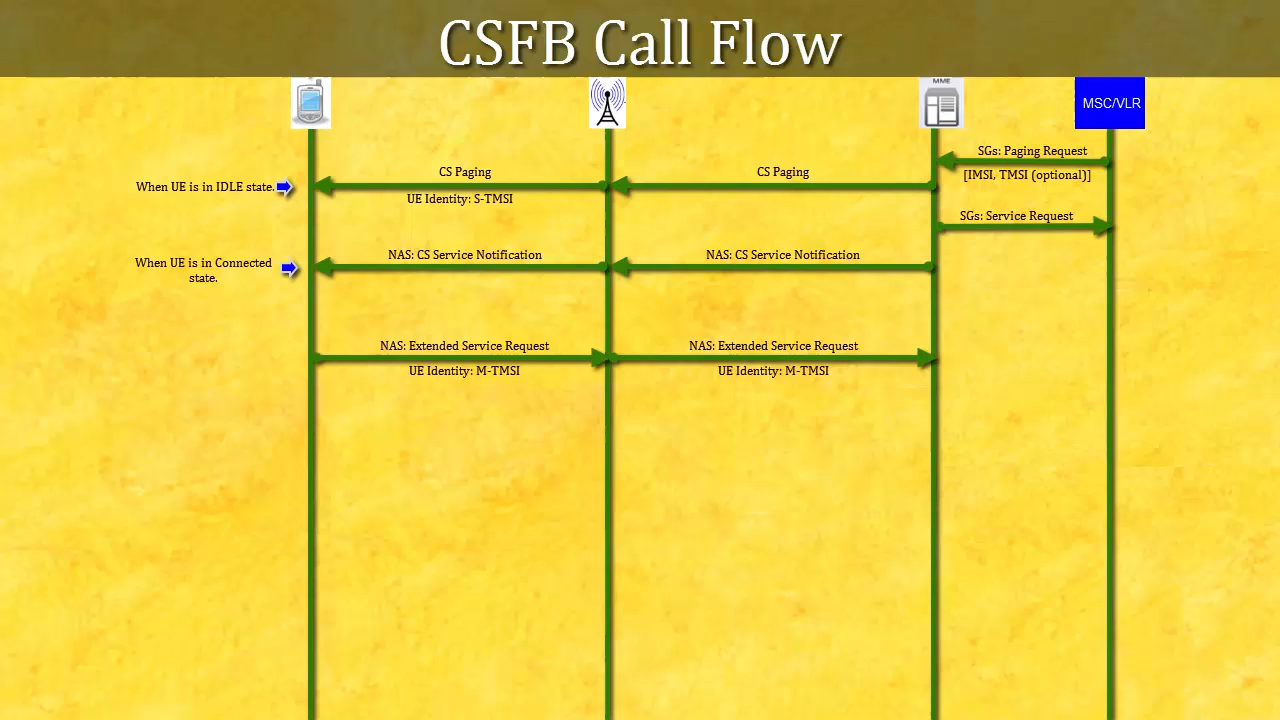 CSFB Call Flow
MME
MSC/VLR
SGs: Paging Request
[IMSI, TMSI (optional)]
CS Paging
CS Paging
When UE is in IDLE state.
UE Identity: S-TMSI
SGs: Service Request
NAS: CS Service Notification
NAS: CS Service Notification
When UE is in Connected
state.
NAS: Extended Service Request
NAS: Extended Service Request
UE Identity: M-TMSI
UE Identity: M-TMSI